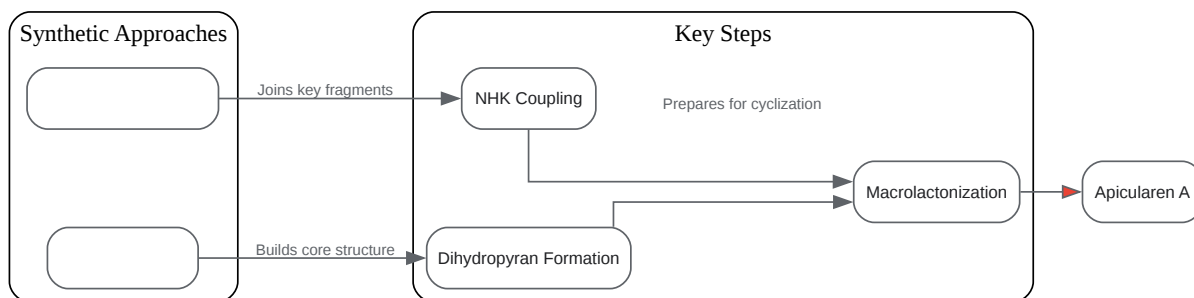 Synthetic Approaches
Key Steps
Joins key fragments
NHK Coupling
Prepares for cyclization
Macrolactonization
Apicularen A
Builds core structure
Dihydropyran Formation